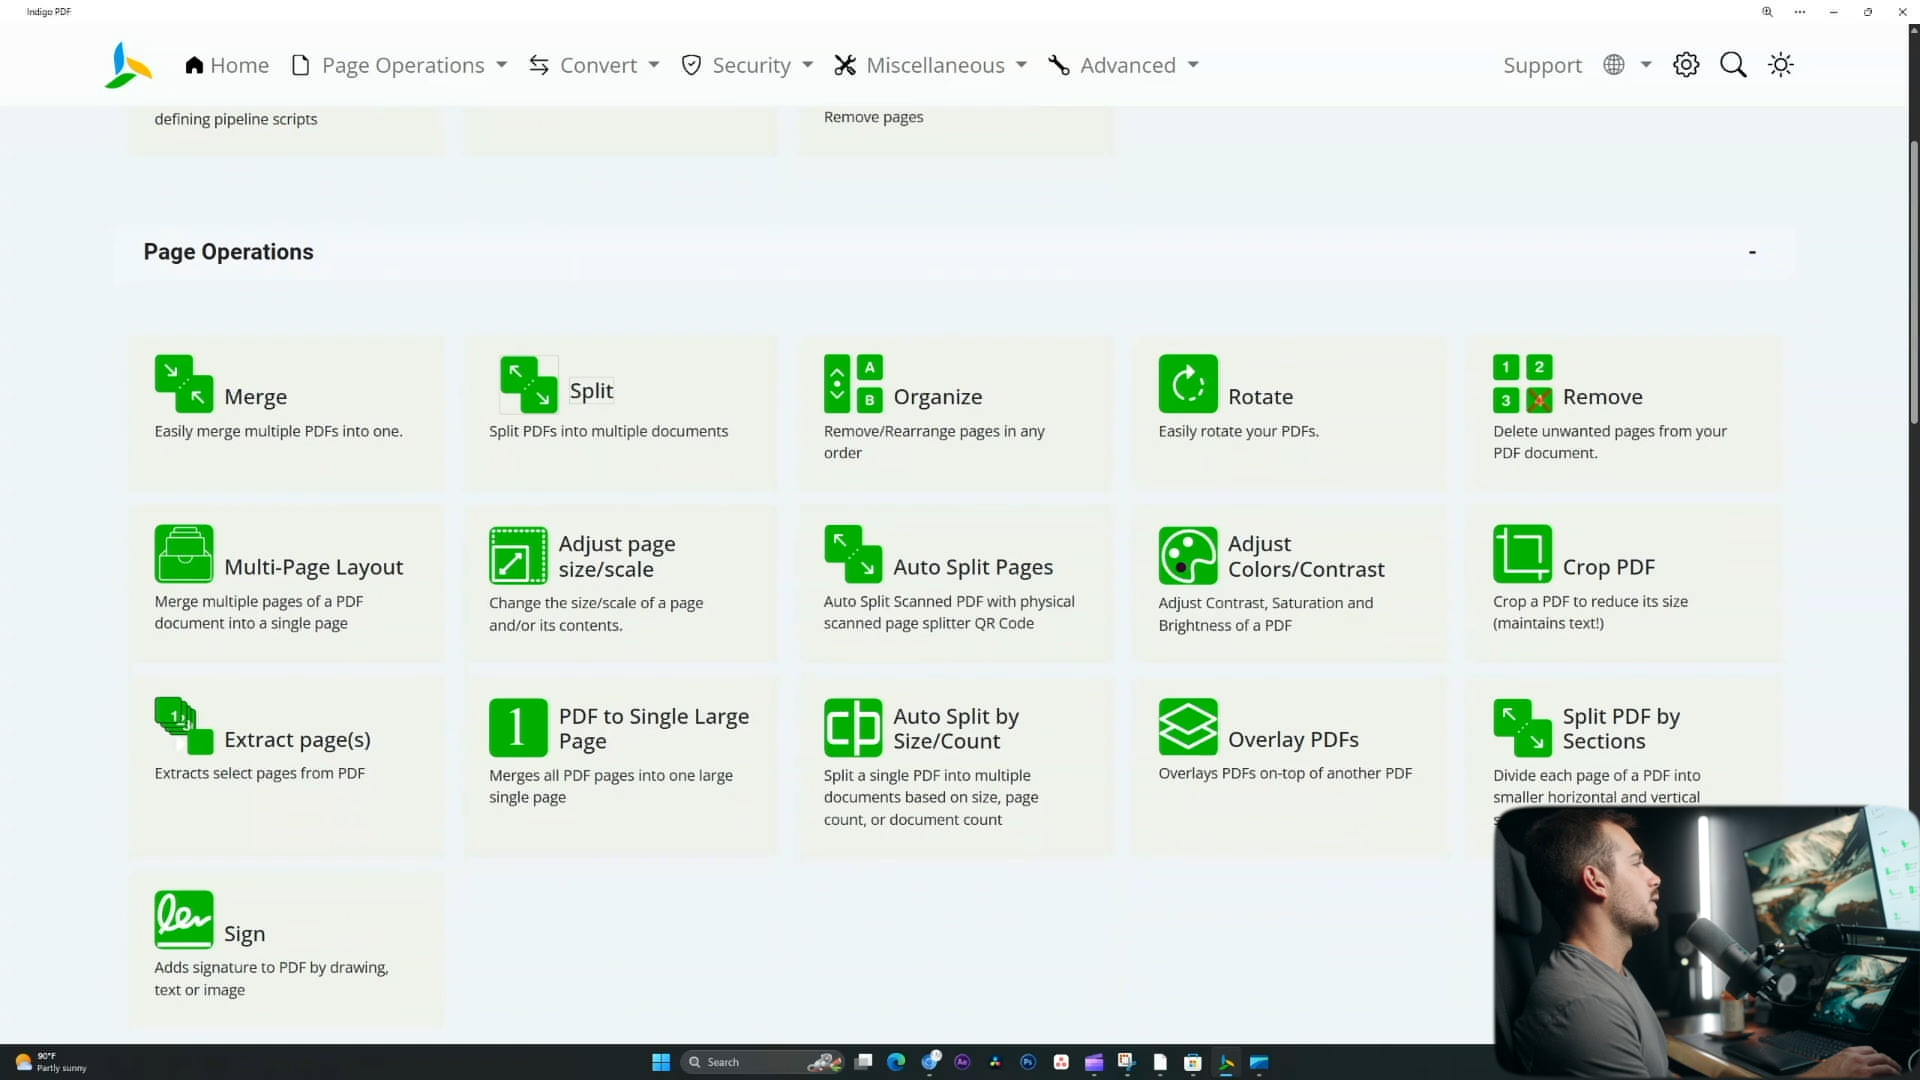 Indigo PDF
Home
Page Operations
Convert
Security
Miscellaneous
Advanced
Support
defining pipeline scripts
Remove pages
Page Operations
-
Merge
Easily merge multiple PDFs into one.
Split
Split PDFs into multiple documents
A
B
Organize
Remove/Rearrange pages in any
order
Rotate
Easily rotate your PDFs.
1 2
3 4
Remove
Delete unwanted pages from your
PDF document.
Multi-Page Layout
Merge multiple pages of a PDF
document into a single page
Adjust page
size/scale
Change the size/scale of a page
and/or its contents.
Auto Split Pages
Auto Split Scanned PDF with physical
scanned page splitter QR Code
Adjust
Colors/Contrast
Adjust Contrast, Saturation and
Brightness of a PDF
Crop PDF
Crop a PDF to reduce its size
(maintains text!)
Extract page(s)
Extracts select pages from PDF
1
PDF to Single Large
Page
Merges all PDF pages into one large
single page
Auto Split by
Size/Count
Split a single PDF into multiple
documents based on size, page
count, or document count
Overlay PDFs
Overlays PDFs on-top of another PDF
Split PDF by
Sections
Divide each page of a PDF into
smaller horizontal and vertical
Sign
Adds signature to PDF by drawing,
text or image
90°F
Partly sunny
Search
Ae
Ps